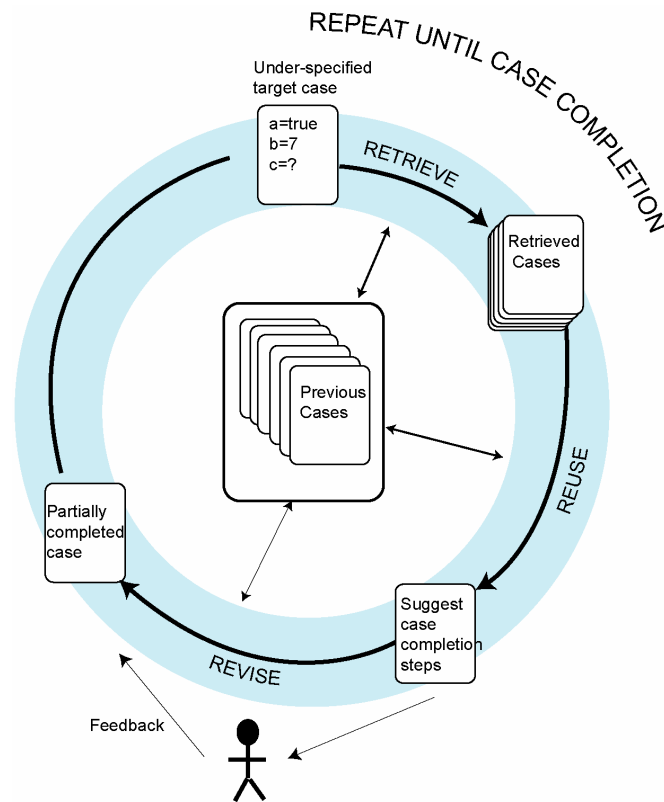 REPEAT UNTIL CASE COMPLETION
Under-specified
target case
a=true
b=7
c=?
RETRIEVE
Retrieved
Cases
Previous
Cases
REUSE
Partially
completed
case
Suggest
case
completion
steps
REVISE
Feedback